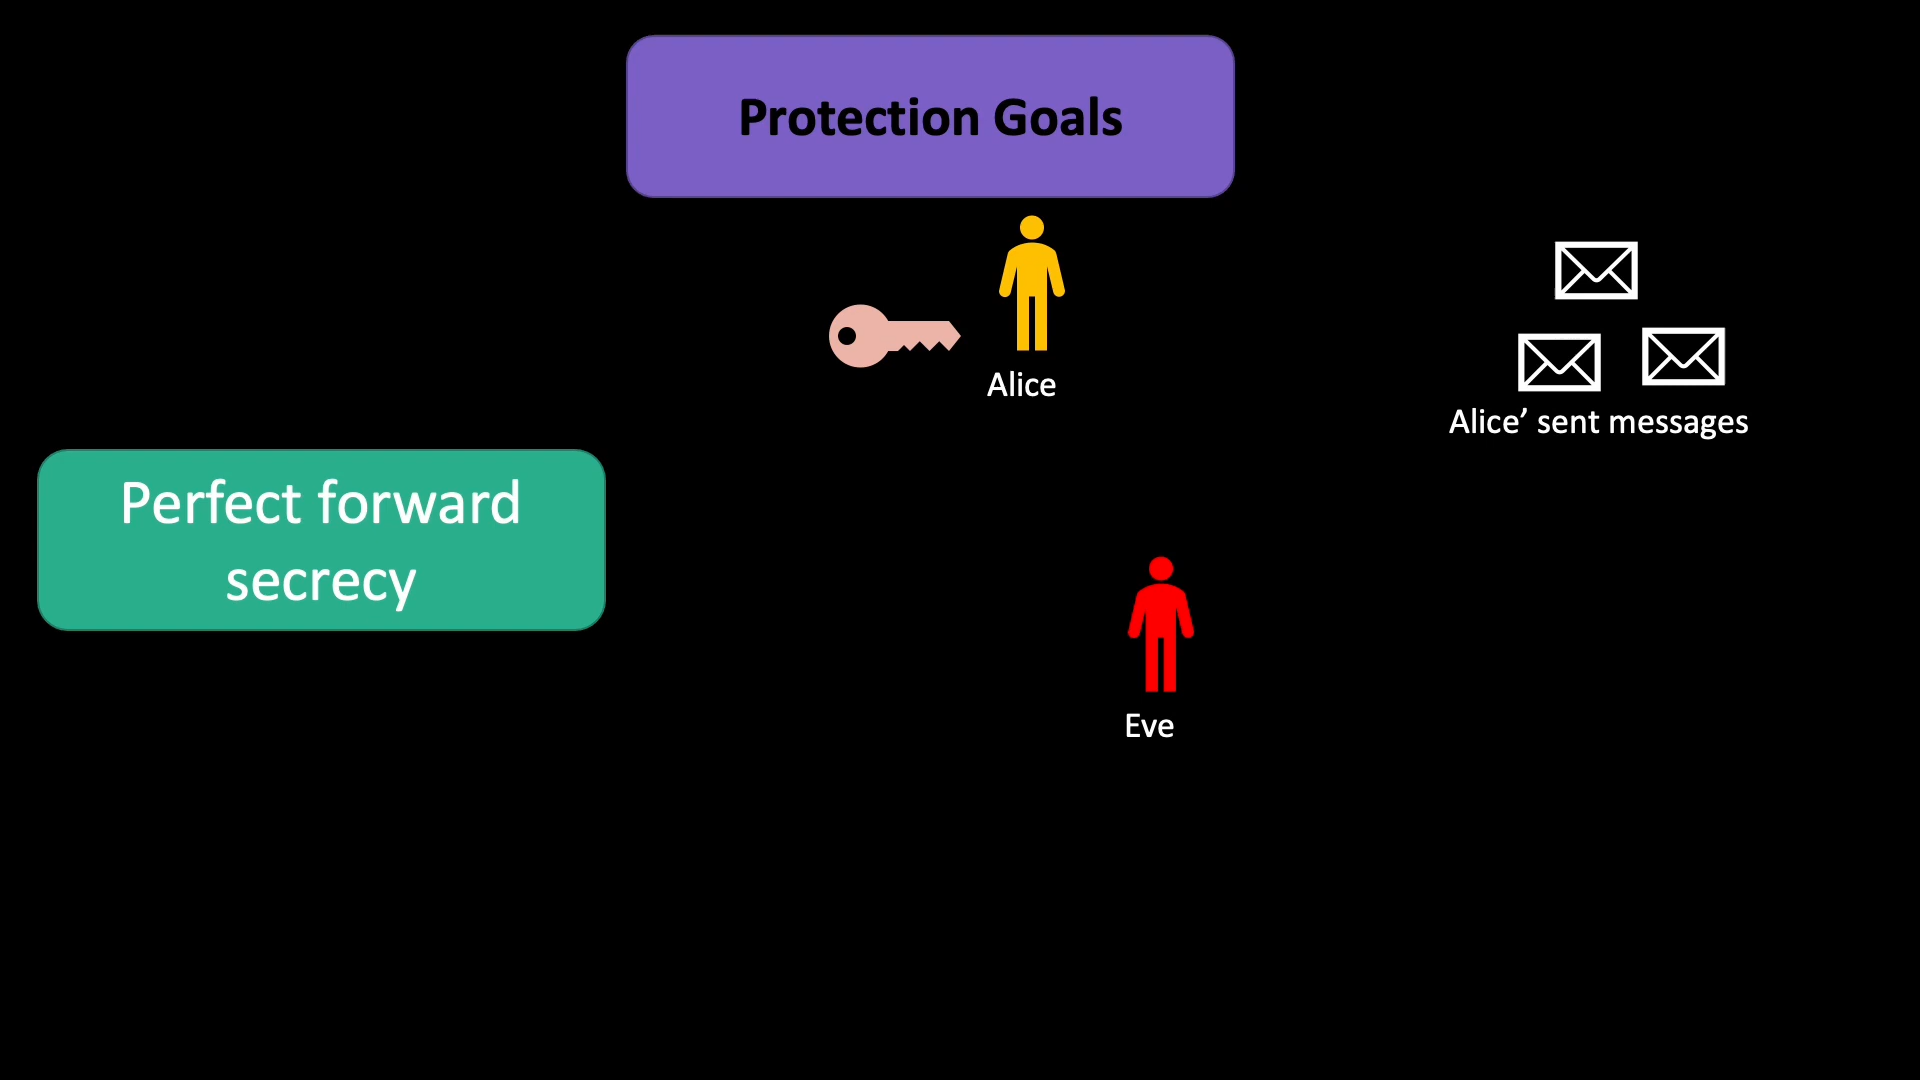 Protection Goals
Alice
Alice’ sent messages
Perfect forward
secrecy
Eve